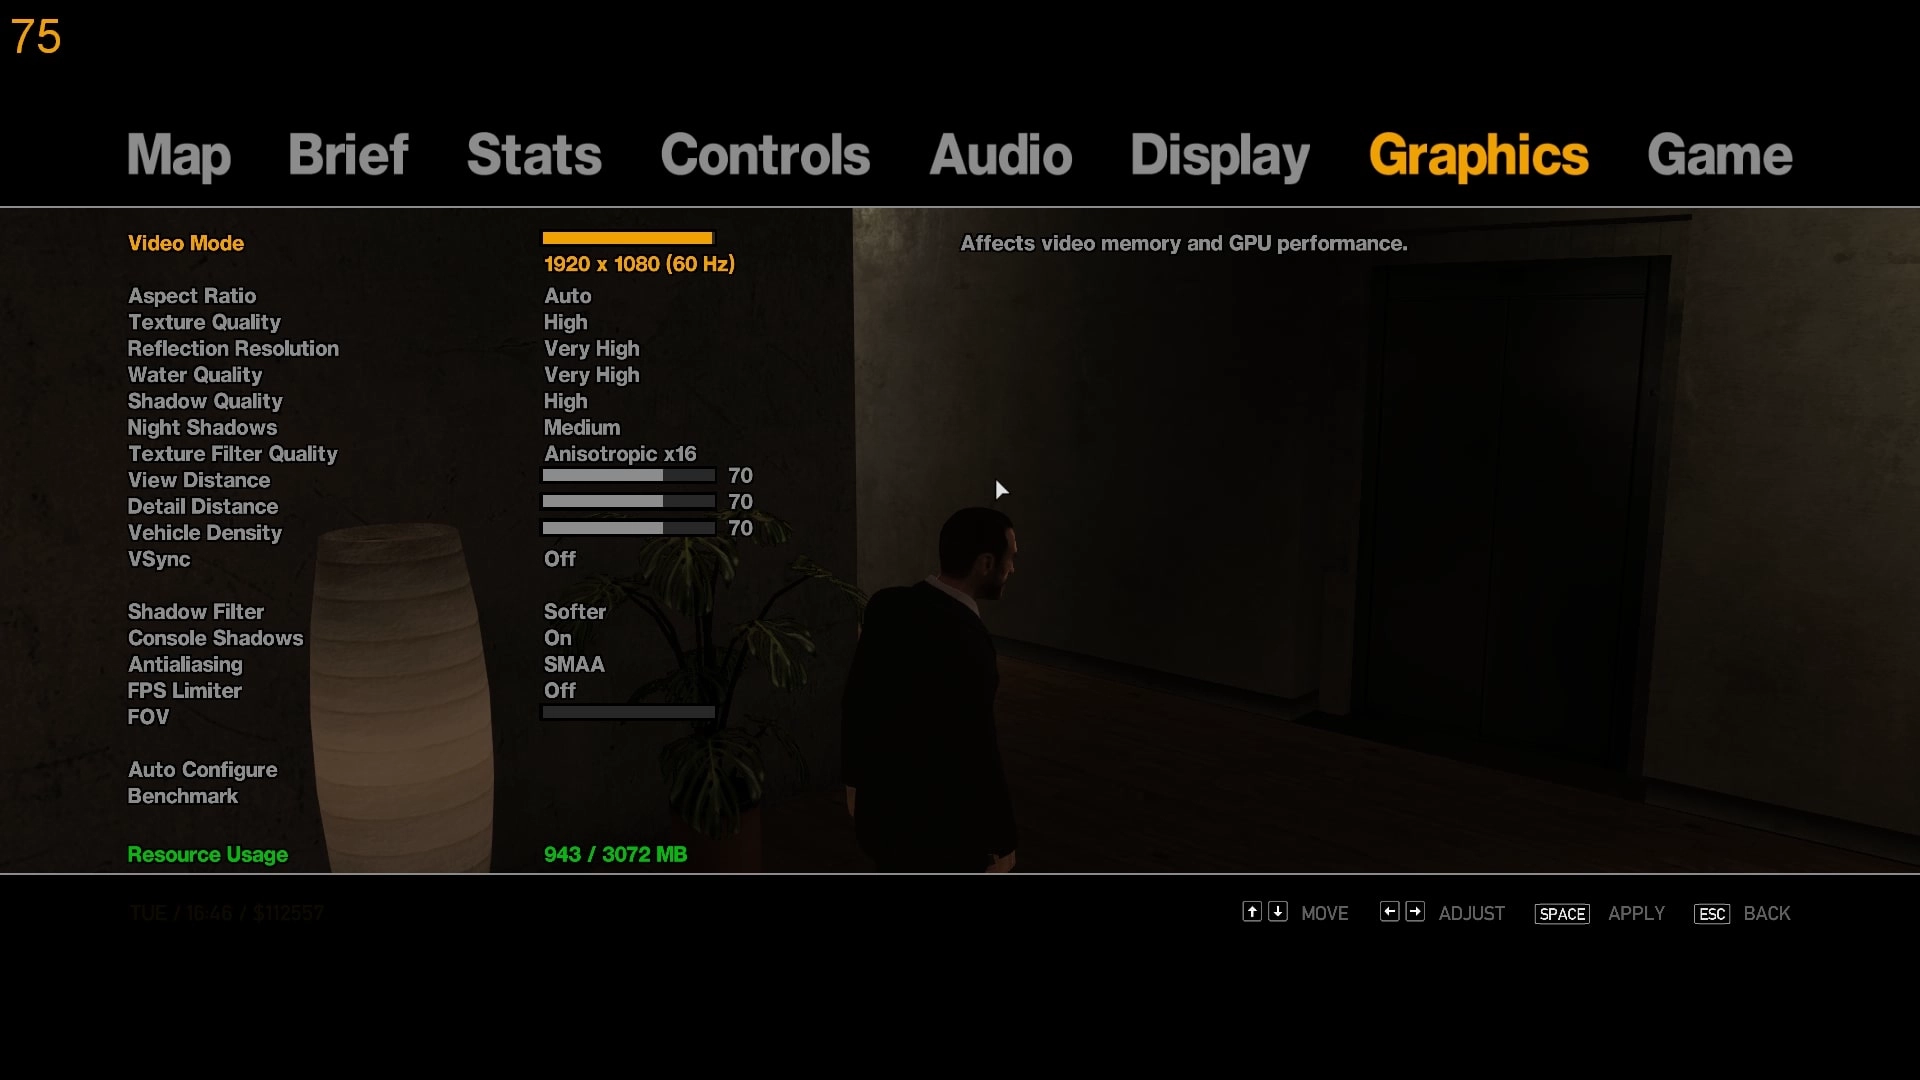 75
Map Brief Stats Controls Audio Display Graphics Game
Video Mode 1920 x 1080 (60 Hz) Affects video memory and GPU performance.
Aspect Ratio Auto
Texture Quality High
Reflection Resolution Very High
Water Quality Very High
Shadow Quality High
Night Shadows Medium
Texture Filter Quality Anisotropic x16
View Distance 70
Detail Distance 70
Vehicle Density 70
VSync Off
Shadow Filter Softer
Console Shadows On
Antialiasing SMAA
FPS Limiter Off
FOV
Auto Configure
Benchmark
Resource Usage 943 / 3072 MB
TUE / 16:46 / $112557
MOVE ADJUST SPACE APPLY ESC BACK